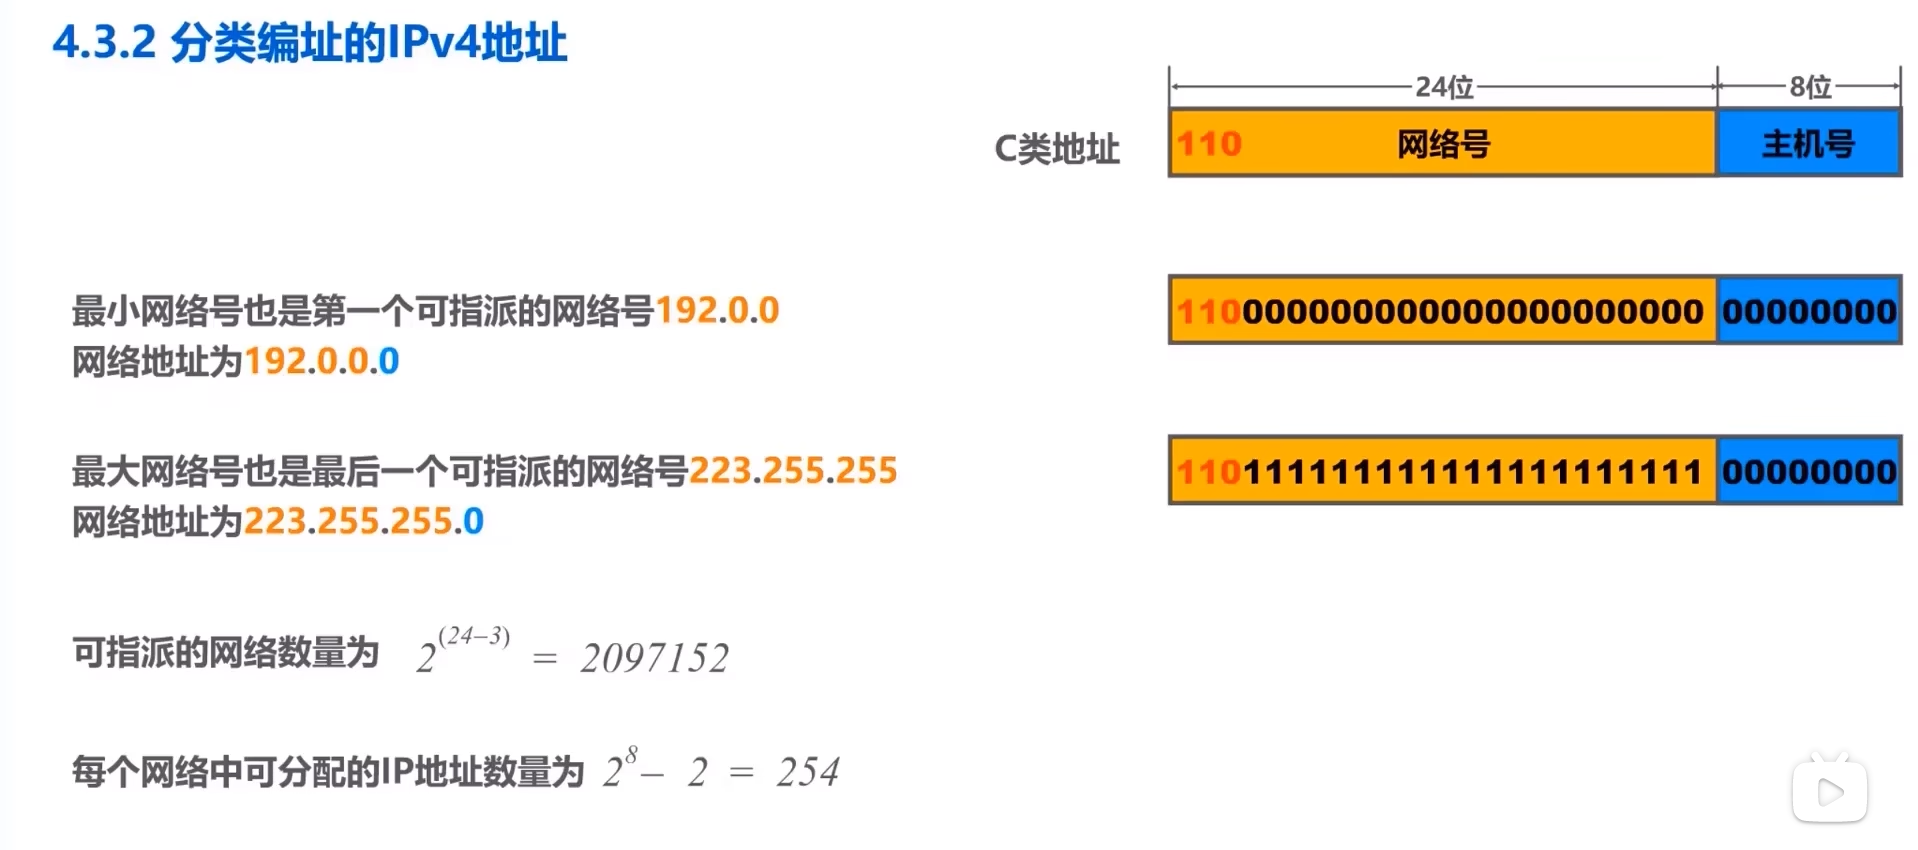 4.3.2 分类编址的IPv4地址
24位
8位
C类地址
110 网络号
主机号
最小网络号也是第一个可指派的网络号192.0.0
网络地址为192.0.0.0
110000000000000000000000 00000000
最大网络号也是最后一个可指派的网络号223.255.255
网络地址为223.255.255.0
110111111111111111111111 00000000
可指派的网络数量为 2^(24-3) = 2097152
每个网络中可分配的IP地址数量为 2^8 - 2 = 254